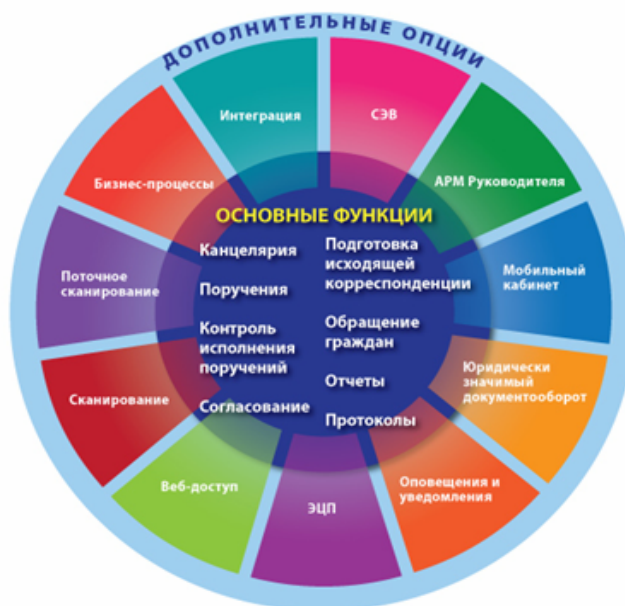 ДОПОЛНИТЕЛЬНЫЕ ОПЦИИ
Интеграция
СЭВ
АРМ Руководителя
Мобильный
кабинет
Юридически
значимый
документооборот
Оповещения и
уведомления
ЭЦП
Веб-доступ
Сканирование
Поточное
сканирование
Бизнес-процессы
ОСНОВНЫЕ ФУНКЦИИ
Канцелярия
Поручения
Контроль
исполнения
поручений
Согласование
Подготовка
исходящей
корреспонденции
Обращение
граждан
Отчеты
Протоколы